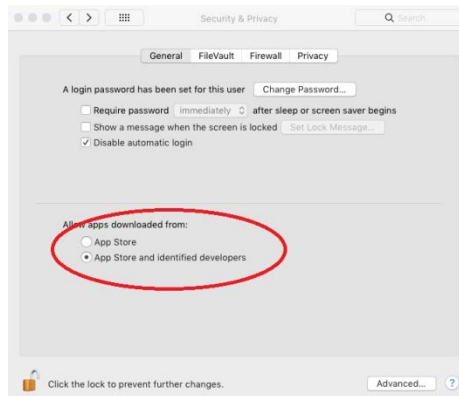 Security & Privacy
Search
General FileVault Firewall Privacy
A login password has been set for this user Change Password...
Require password immediately after sleep or screen saver begins
Show a message when the screen is locked Set Lock Message...
Disable automatic login
Allow apps downloaded from:
App Store
App Store and identified developers
Click the lock to prevent further changes.
Advanced... ?